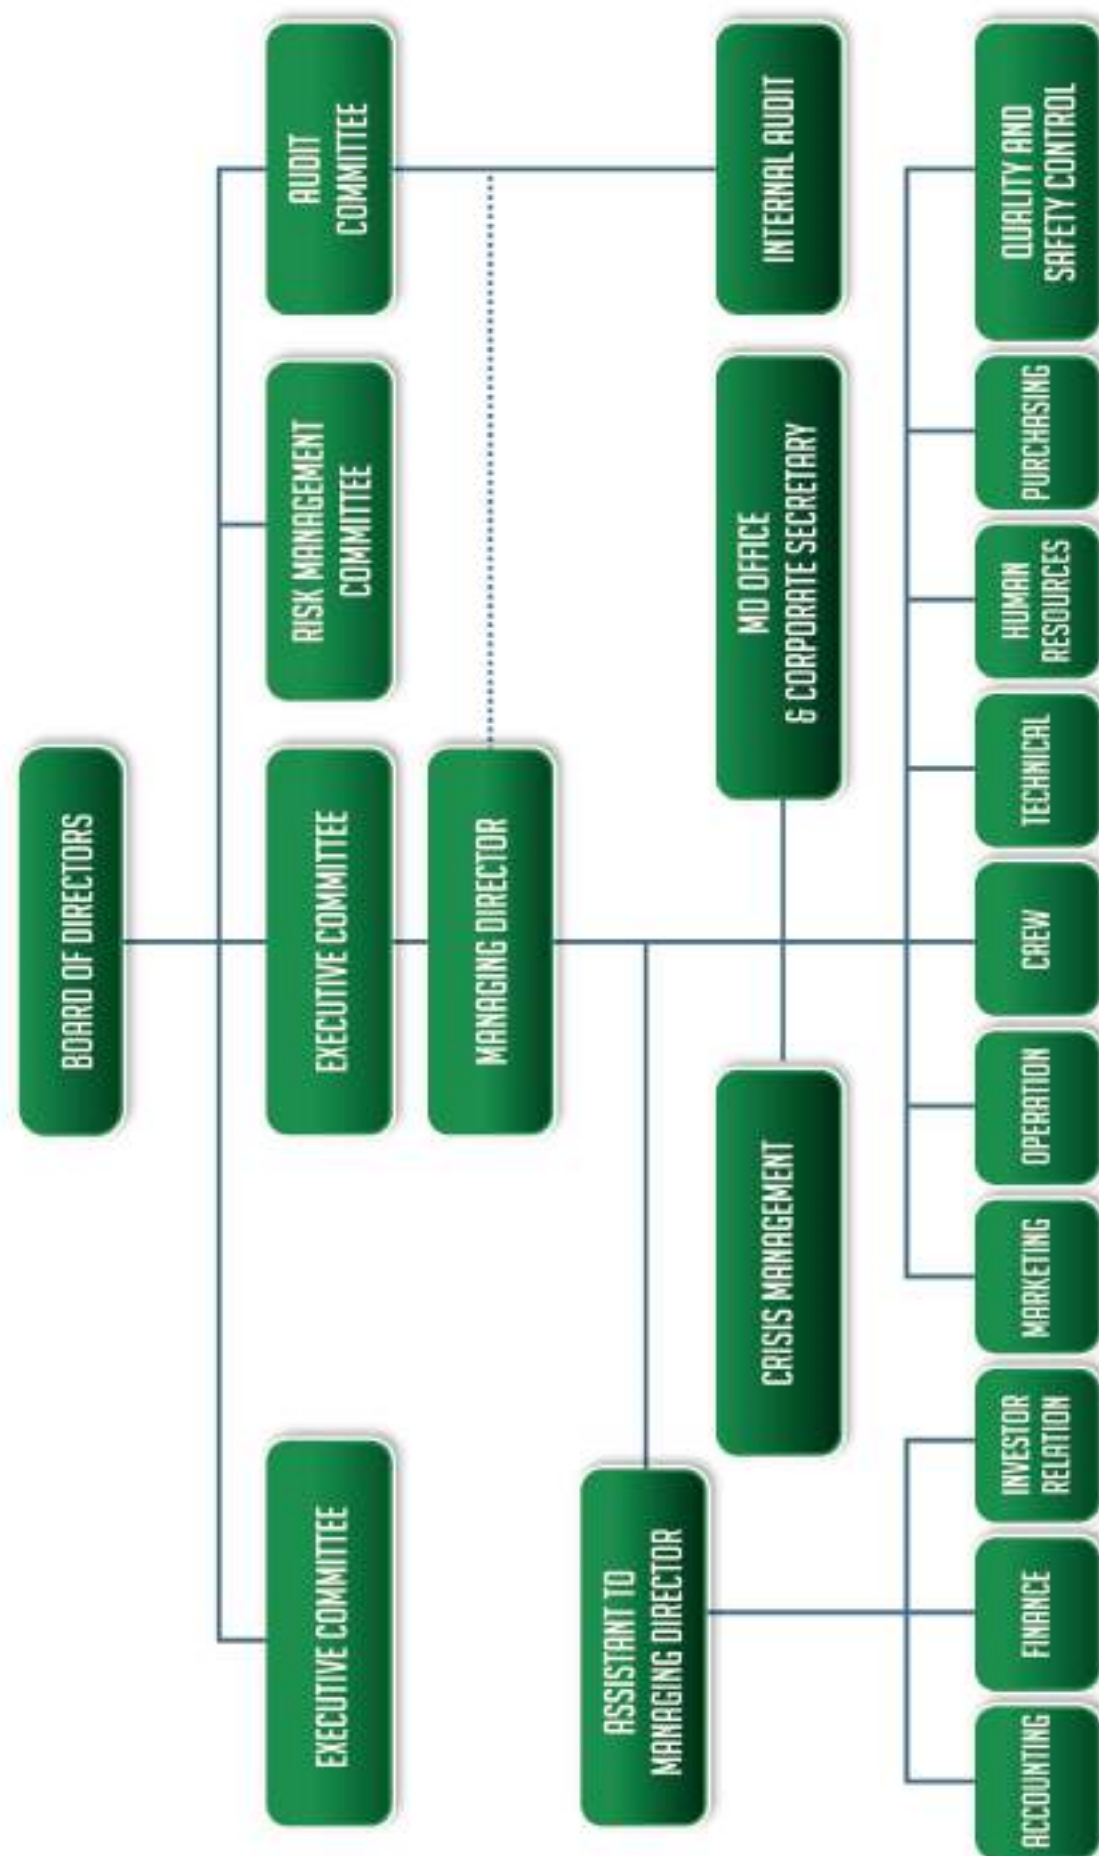 BOARD OF DIRECTORS
EXECUTIVE COMMITTEE
EXECUTIVE COMMITTEE
RISK MANAGEMENT
COMMITTEE
AUDIT
COMMITTEE
MANAGING DIRECTOR
ASSISTANT TO
MANAGING DIRECTOR
CRISIS MANAGEMENT
MD OFFICE
& CORPORATE SECRETARY
INTERNAL AUDIT
ACCOUNTING
FINANCE
INVESTOR
RELATION
MARKETING
OPERATION
CREW
TECHNICAL
HUMAN
RESOURCES
PURCHASING
QUALITY AND
SAFETY CONTROL